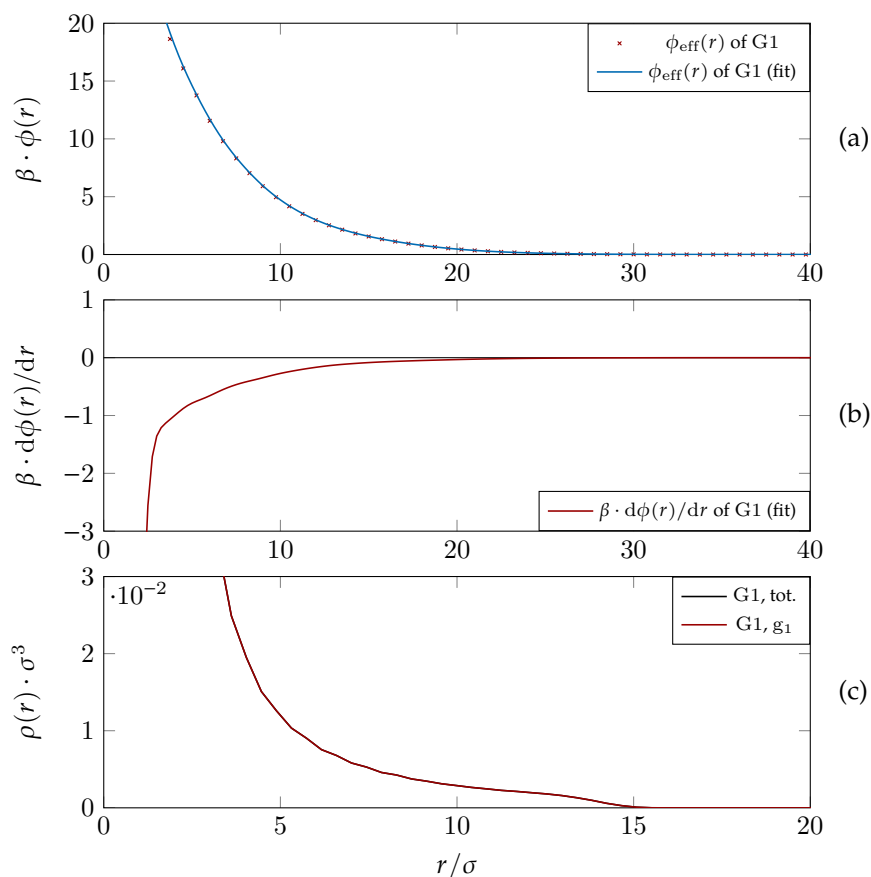 20
15
10
5
0
β · ϕ(r)
ϕeff(r) of G1
ϕeff(r) of G1 (fit)
(a)
0 10 20 30 40
1
0
−1
−2
−3
β · dϕ(r)/dr
β · dϕ(r)/dr of G1 (fit)
(b)
0 10 20 30 40
3
2
1
0
·10−2
ρ(r) · σ3
G1, tot.
G1, g1
(c)
0 5 10 15 20
r/σ